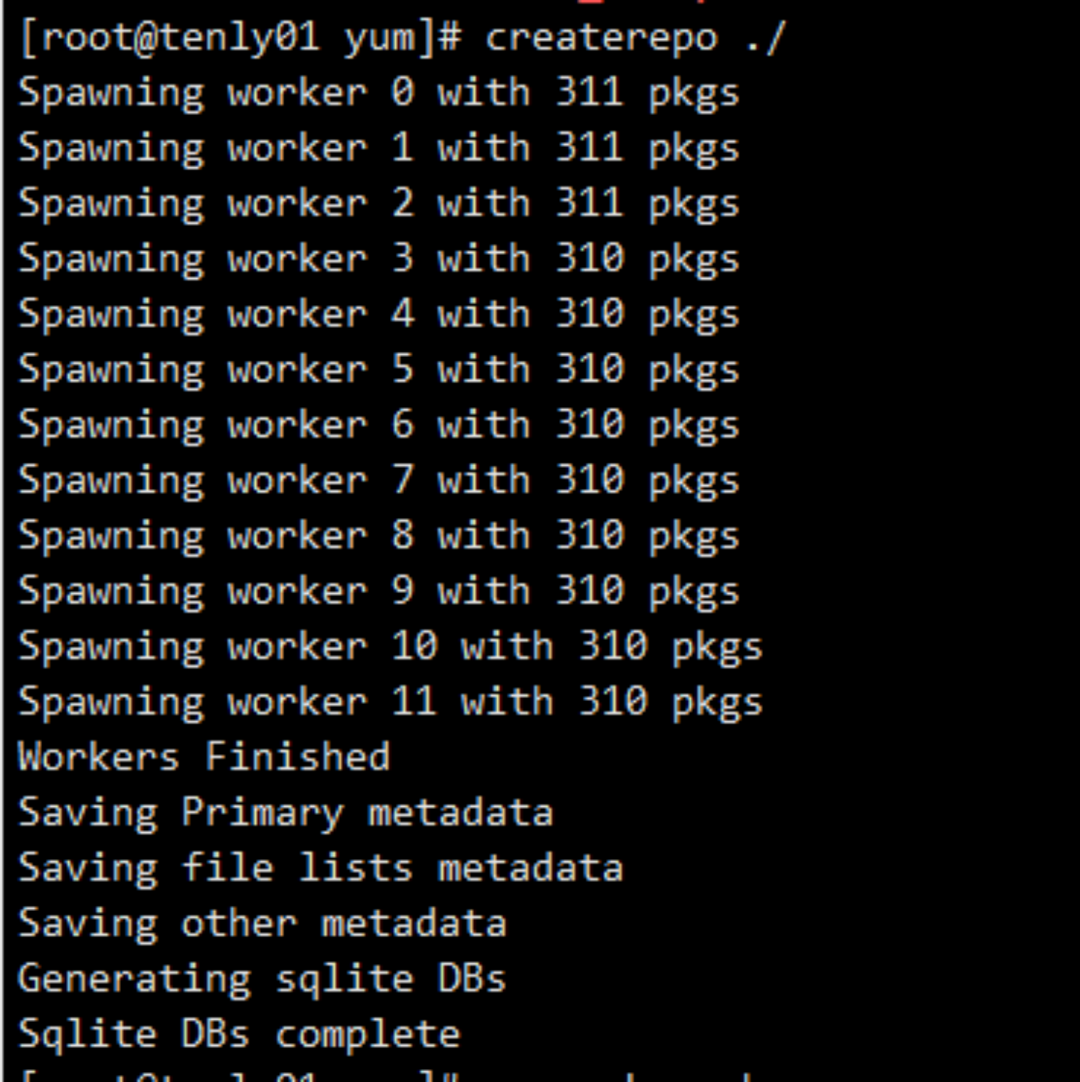 [root@tenly01 yum]# createrepo ./
Spawning worker 0 with 311 pkgs
Spawning worker 1 with 311 pkgs
Spawning worker 2 with 311 pkgs
Spawning worker 3 with 310 pkgs
Spawning worker 4 with 310 pkgs
Spawning worker 5 with 310 pkgs
Spawning worker 6 with 310 pkgs
Spawning worker 7 with 310 pkgs
Spawning worker 8 with 310 pkgs
Spawning worker 9 with 310 pkgs
Spawning worker 10 with 310 pkgs
Spawning worker 11 with 310 pkgs
Workers Finished
Saving Primary metadata
Saving file lists metadata
Saving other metadata
Generating sqlite DBs
Sqlite DBs complete